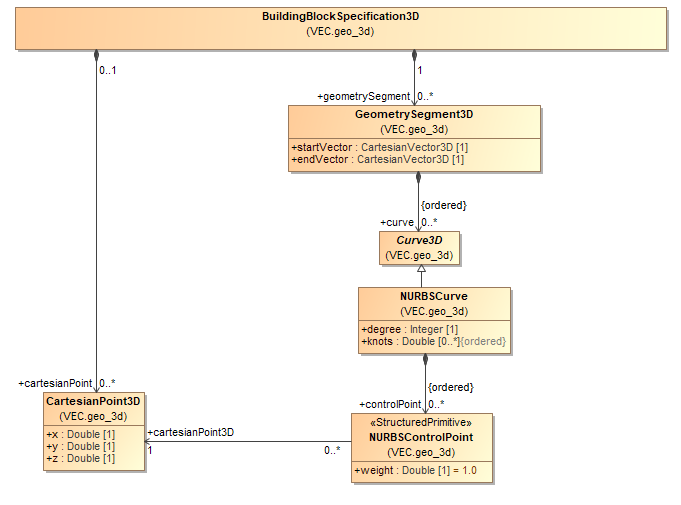 BuildingBlockSpecification3D
(VEC.geo_3d)
0..1
1
+geometrySegment 0..*
GeometrySegment3D
(VEC.geo_3d)
+startVector : CartesianVector3D [1]
+endVector : CartesianVector3D [1]
{ordered}
+curve 0..*
Curve3D
(VEC.geo_3d)
NURBSCurve
(VEC.geo_3d)
+degree : Integer [1]
+knots : Double [0..*]{ordered}
{ordered}
+cartesianPoint 0..*
+controlPoint 0..*
CartesianPoint3D
(VEC.geo_3d)
+x : Double [1]
+y : Double [1]
+z : Double [1]
+cartesianPoint3D
1
0..*
«StructuredPrimitive»
NURBSControlPoint
(VEC.geo_3d)
+weight : Double [1] = 1.0